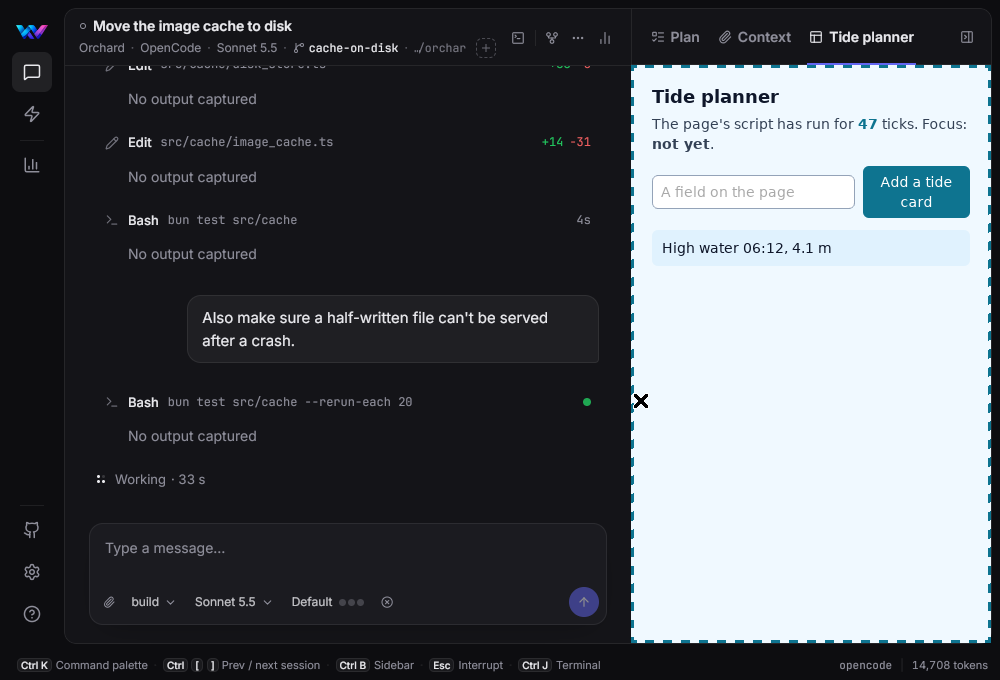 Move the image cache to disk
Orchard · OpenCode · Sonnet 5.5 · cache-on-disk · ../orchar
Plan
Context
Tide planner
Edit src/cache/disk_store.ts
No output captured
Edit src/cache/image_cache.ts +14 -31
No output captured
Bash bun test src/cache 4s
No output captured
Also make sure a half-written file can't be served
after a crash.
Bash bun test src/cache --rerun-each 20
No output captured
Working · 33 s
Type a message...
build
Sonnet 5.5
Default
Tide planner
The page's script has run for 47 ticks. Focus:
not yet.
A field on the page
Add a tide
card
High water 06:12, 4.1 m
Ctrl K Command palette · Ctrl [ ] Prev / next session · Ctrl B Sidebar · Esc Interrupt · Ctrl J Terminal
opencode
14,708 tokens